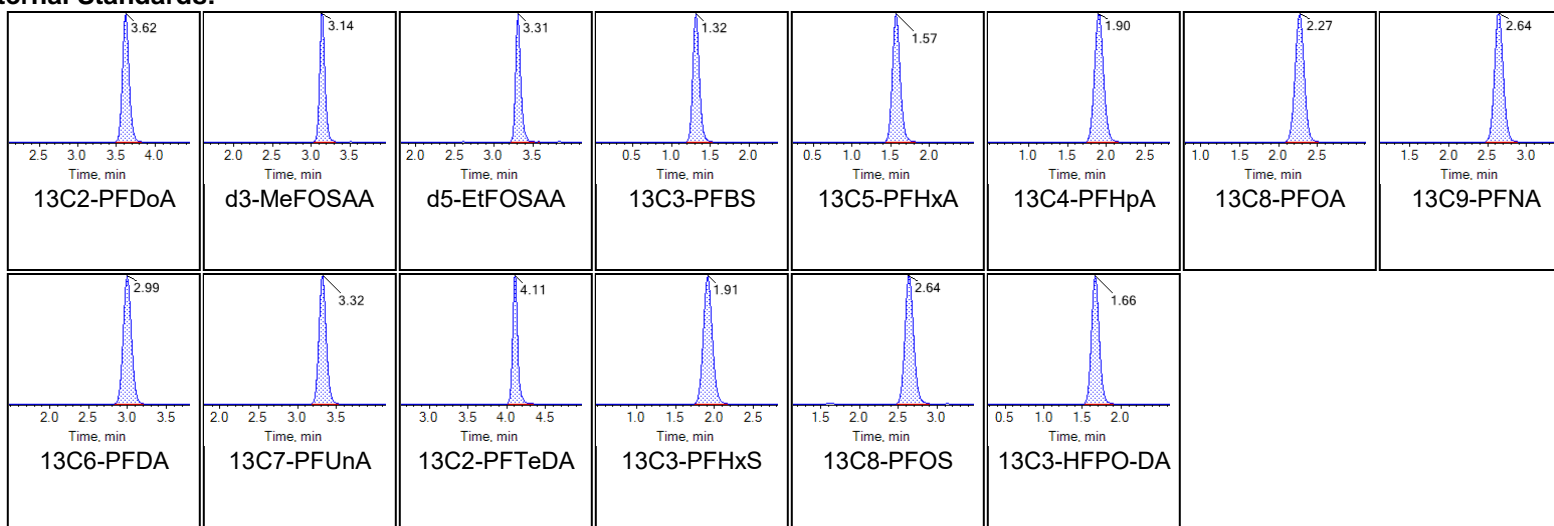 ternal Standards:
3.62 3.14 3.31 1.32 1.57 1.90 2.27 2.64
2.5 3.0 3.5 4.0 2.0 2.5 3.0 3.5 2.0 2.5 3.0 3.5 0.5 1.0 1.5 2.0 0.5 1.0 1.5 2.0 1.0 1.5 2.0 2.5 1.0 1.5 2.0 2.5 1.5 2.0 2.5 3.0
Time, min Time, min Time, min Time, min Time, min Time, min Time, min Time, min
13C2-PFDoA d3-MeFOSAA d5-EtFOSAA 13C3-PFBS 13C5-PFHxA 13C4-PFHpA 13C8-PFOA 13C9-PFNA
2.99 3.32 4.11 1.91 2.64 1.66
2.0 2.5 3.0 3.5 2.0 2.5 3.0 3.5 3.0 3.5 4.0 4.5 1.0 1.5 2.0 2.5 1.5 2.0 2.5 3.0 0.5 1.0 1.5 2.0
Time, min Time, min Time, min Time, min Time, min Time, min
13C6-PFDA 13C7-PFUnA 13C2-PFTeDA 13C3-PFHxS 13C8-PFOS 13C3-HFPO-DA